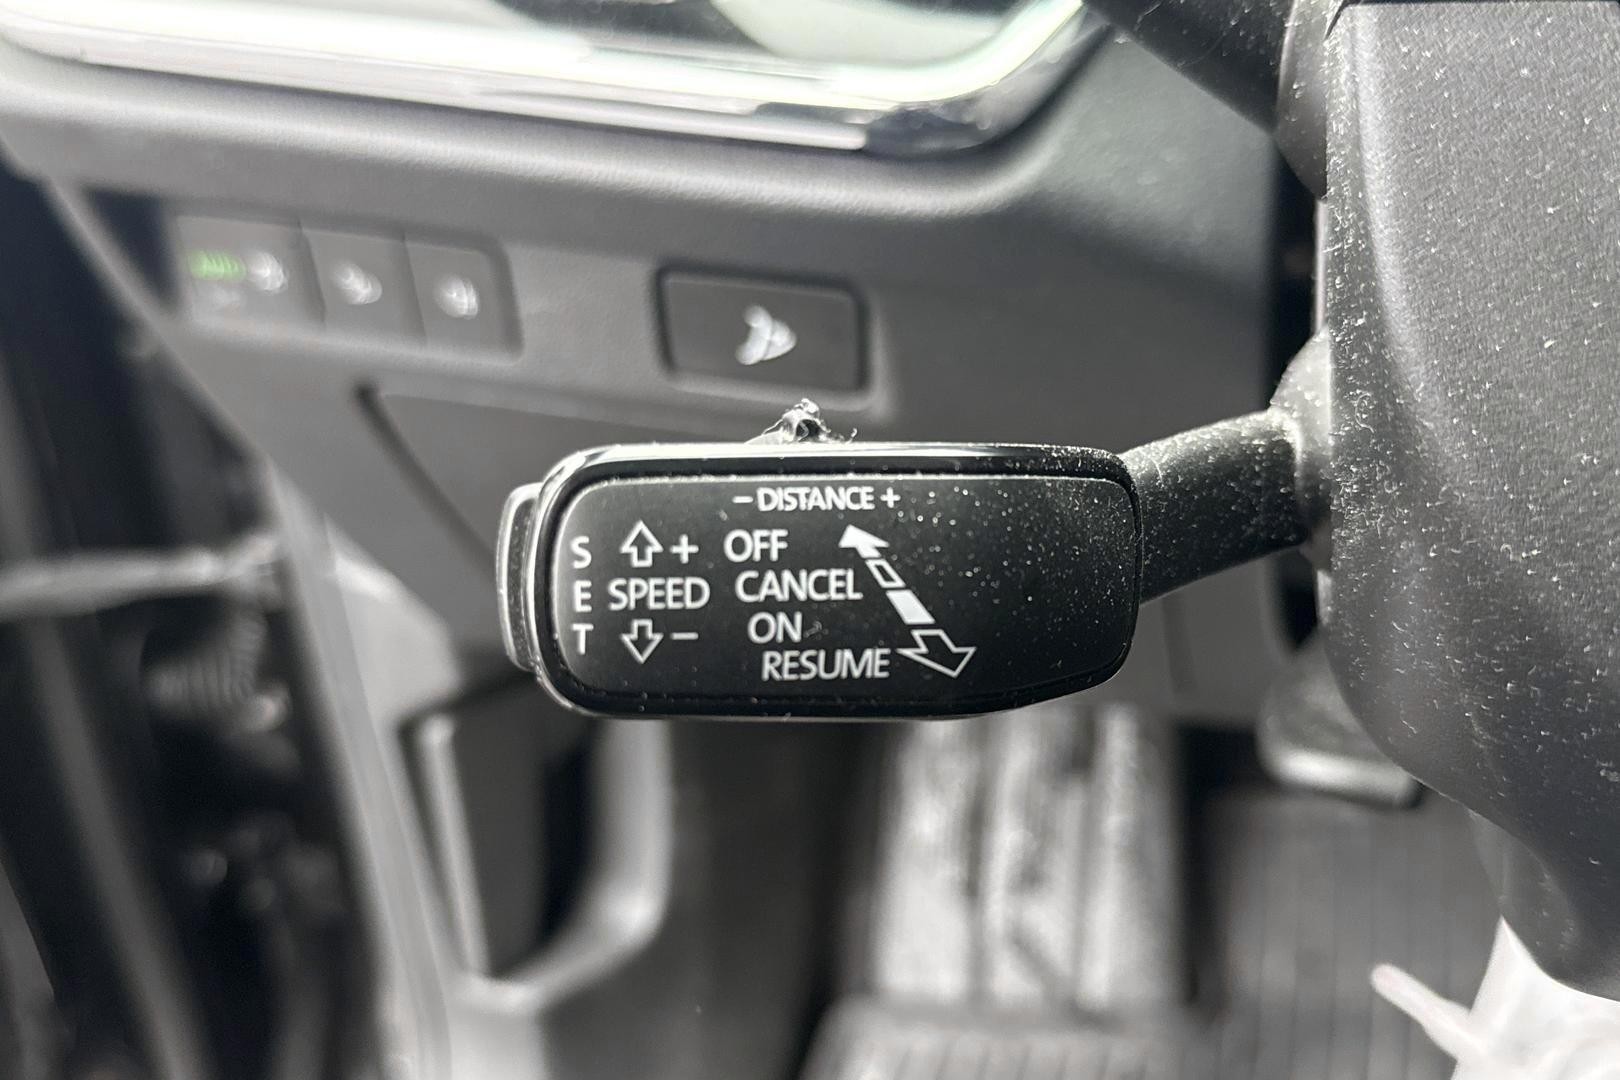 – DISTANCE +
S + OFF
E SPEED CANCEL
T – ON
RESUME